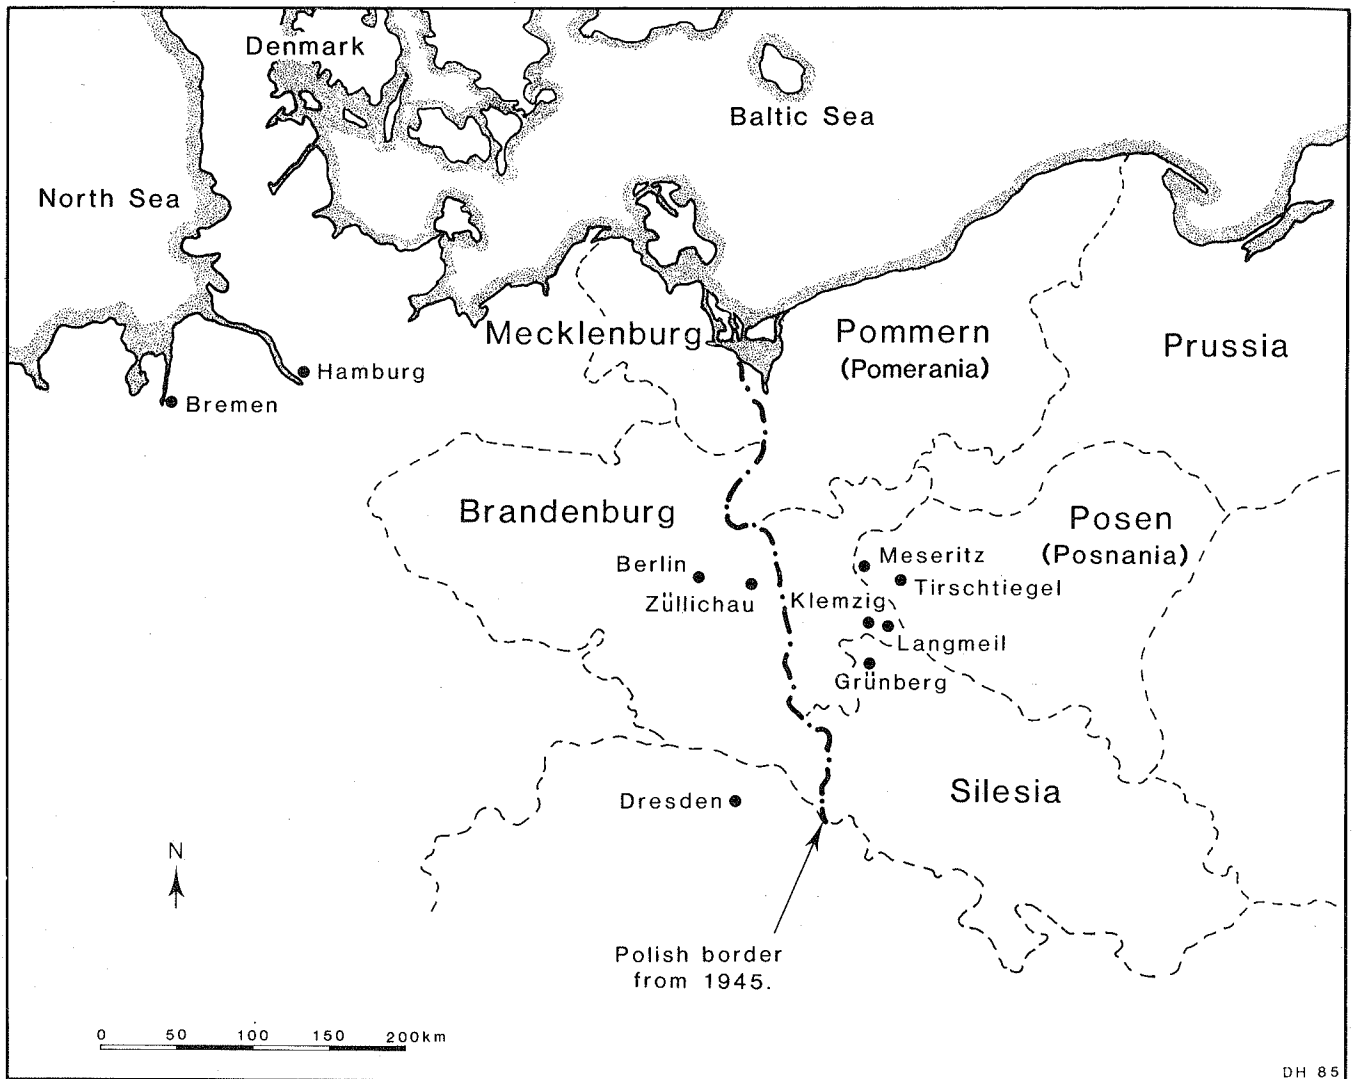 Denmark
Baltic Sea
North Sea
Mecklenburg
Pommern
(Pomerania)
Prussia
Hamburg
Bremen
Brandenburg
Posen
(Posnania)
Meseritz
Berlin
Tirschtiegel
Züllichau
Klemzig
Langmeil
Grünberg
Silesia
Dresden
N
Polish border
from 1945.
0 50 100 150 200km
DH 85